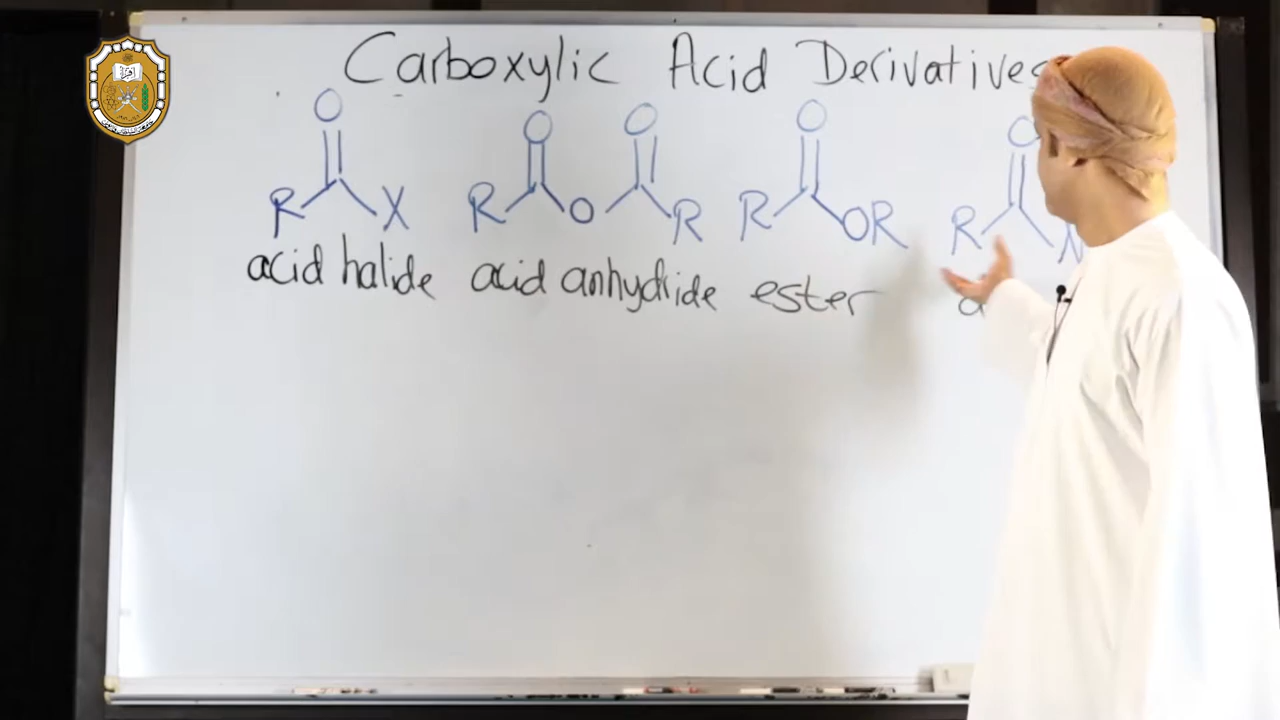 Carboxylic Acid Derivatives
O O O O O
R X R O R R OR R N
acid halide acid anhydride ester